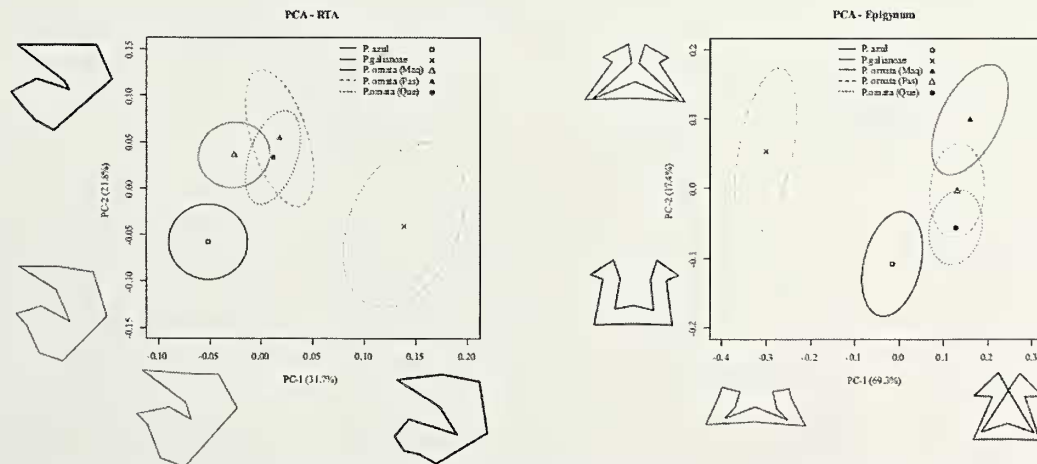 PCA - RTA
P. azul
P.galianoae
P. ornata (Maq)
P. ornata (Pas)
P.ornata (Que)
0.15
0.10
0.05
0.00
-0.05
-0.10
-0.15
PC-2 (21.8%)
-0.10
-0.05
0.00
0.05
0.10
0.15
0.20
PC-1 (31.7%)
PCA - Epigynum
P. azul
P.galianoae
P. ornata (Maq)
P. ornata (Pas)
P.ornata (Que)
0.2
0.1
0.0
-0.1
-0.2
PC-2 (17.4%)
-0.4
-0.3
-0.2
-0.1
0.0
0.1
0.2
0.3
PC-1 (69.3%)